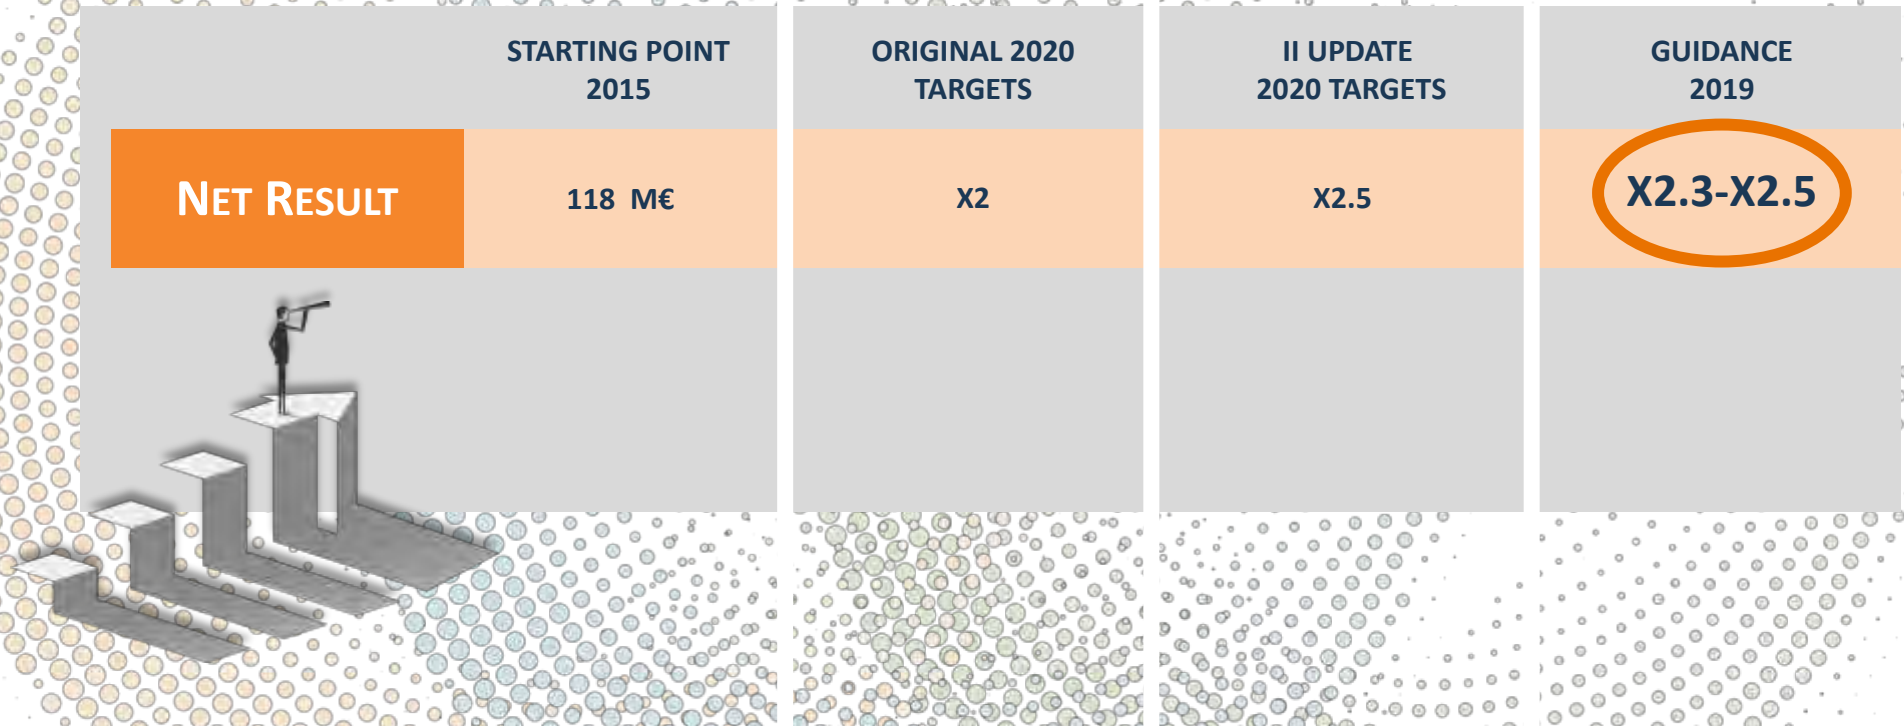 STARTING POINT
2015
ORIGINAL 2020
TARGETS
II UPDATE
2020 TARGETS
GUIDANCE
2019
NET RESULT
118 M€
X2
X2.5
X2.3-X2.5